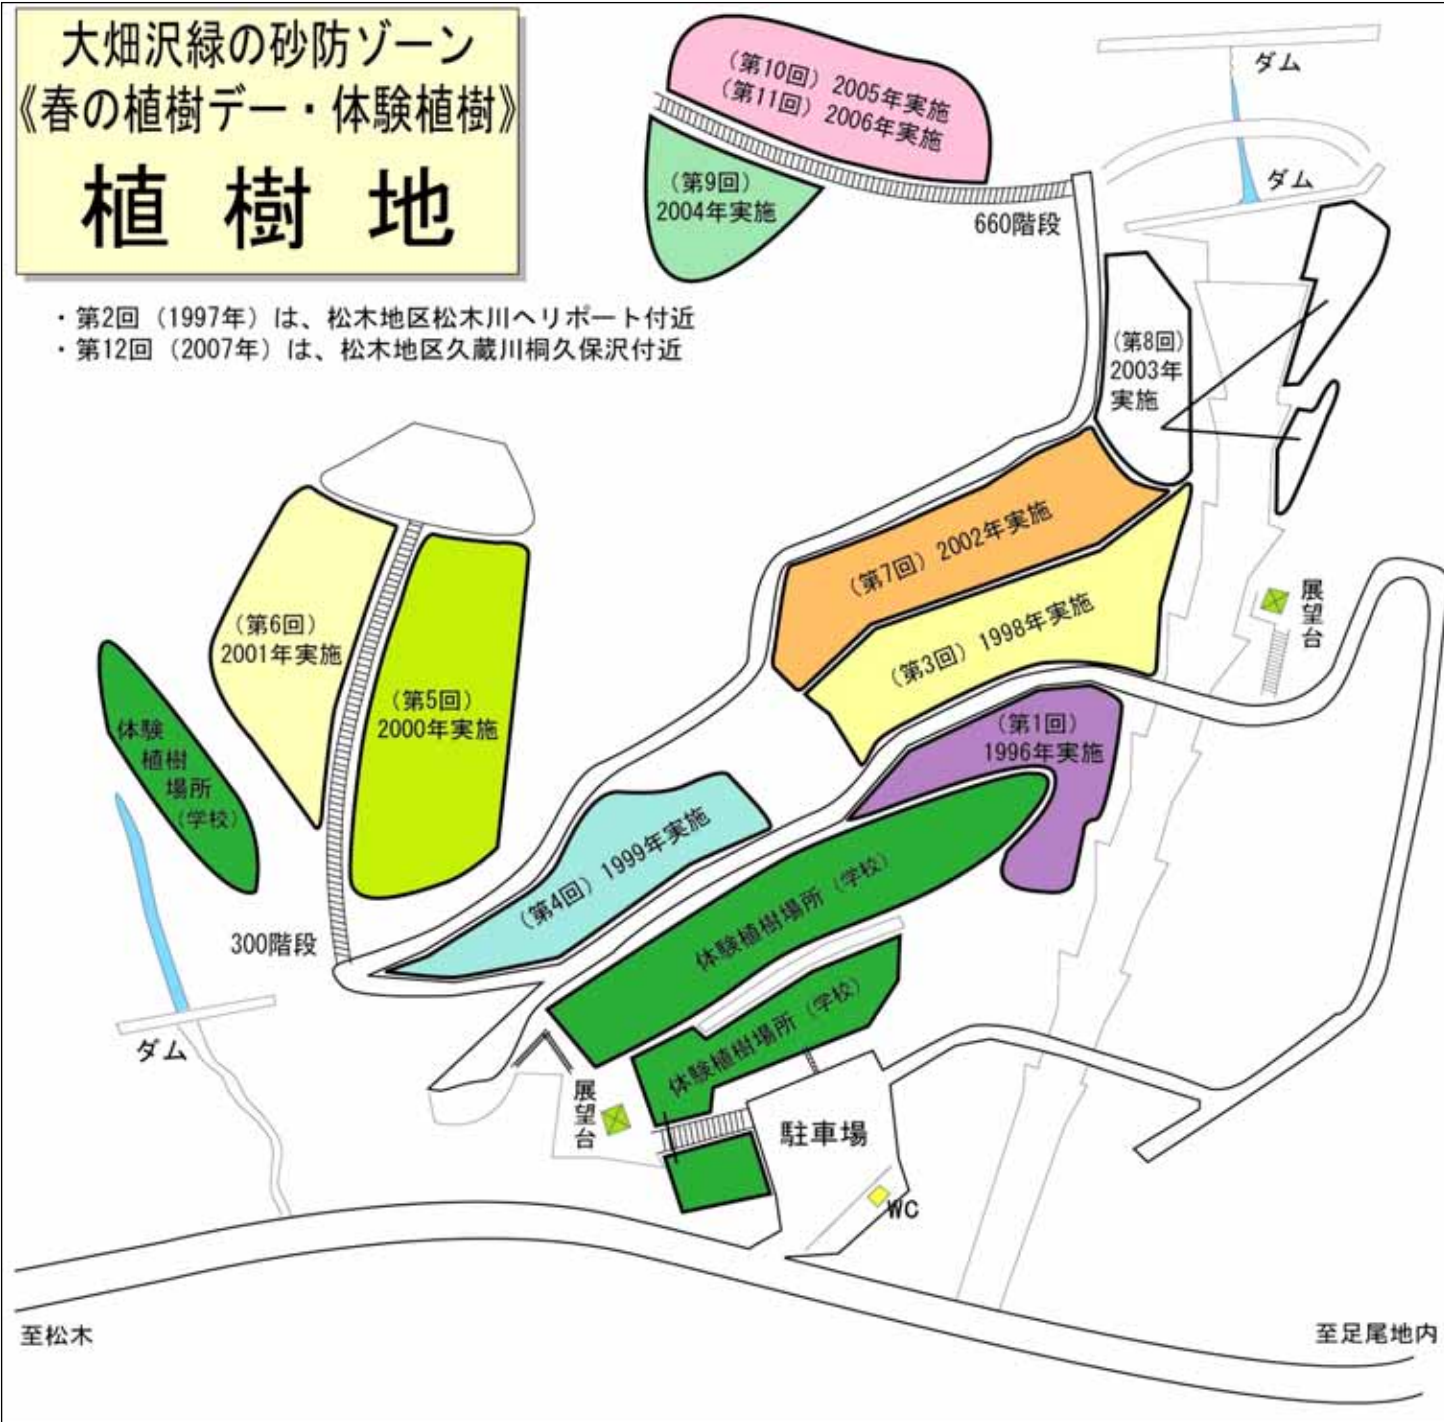 大畑沢緑の砂防ゾーン
《春の植樹デー・体験植樹》
植樹地
・第2回（1997年）は、松木地区松木川ヘリポート付近
・第12回（2007年）は、松木地区久蔵川桐久保沢付近
（第10回）2005年実施
（第11回）2006年実施
（第9回）
2004年実施
660階段
ダム
ダム
（第8回）
2003年
実施
（第7回）2002年実施
（第3回）1998年実施
展望台
（第6回）
2001年実施
（第5回）
2000年実施
（第1回）
1996年実施
体験
植樹
場所
（学校）
（第4回）1999年実施
体験植樹場所（学校）
300階段
体験植樹場所（学校）
ダム
展望台
駐車場
WC
至松木
至足尾地内